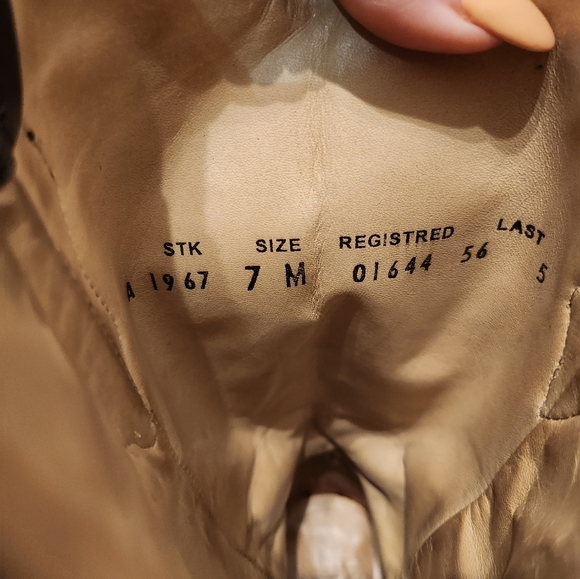 STK SIZE REGISTRED LAST
A 1967 7 M 01644 56 5